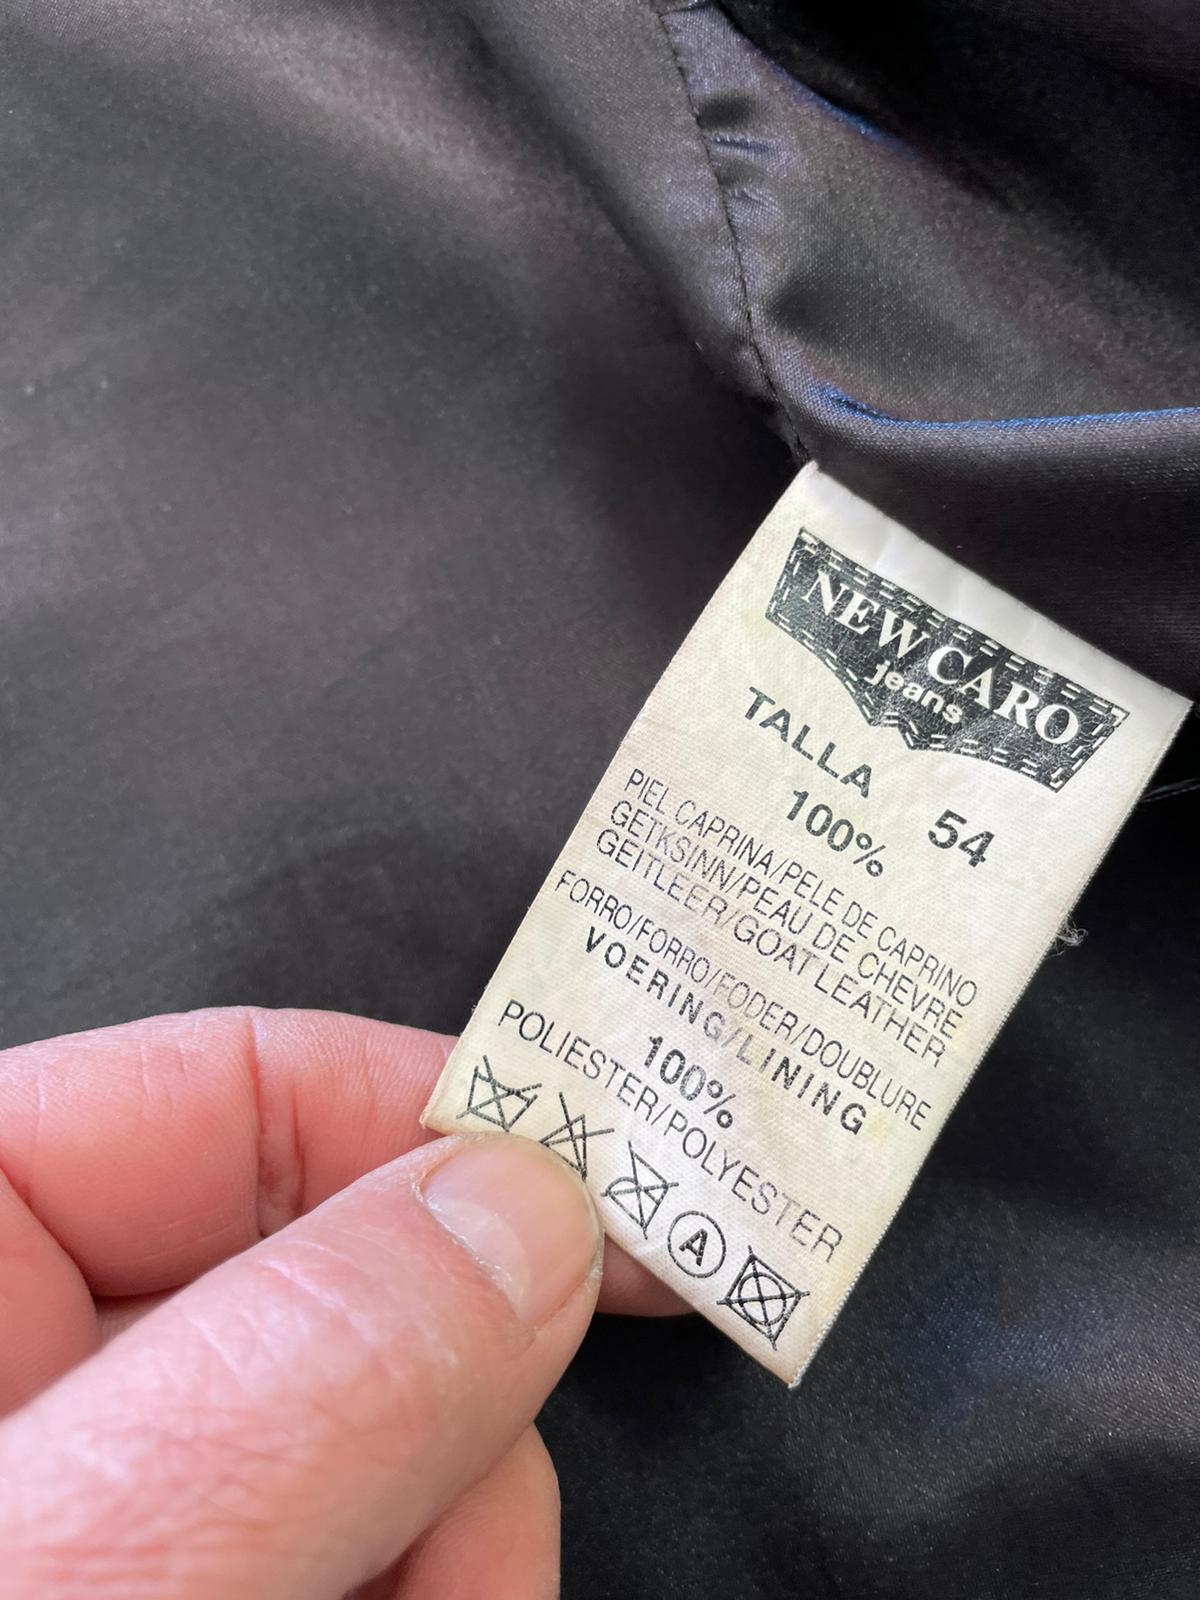 NEW CARO
jeans
TALLA 54
100%
PIEL CAPRINA/PELE DE CAPRINO
GETKSINN/PEAU DE CHEVRE
GEITLEER/GOAT LEATHER
FORRO/FORRO/FODER/DOUBLURE
VOERING/LINING
100%
POLIESTER/POLYESTER
A